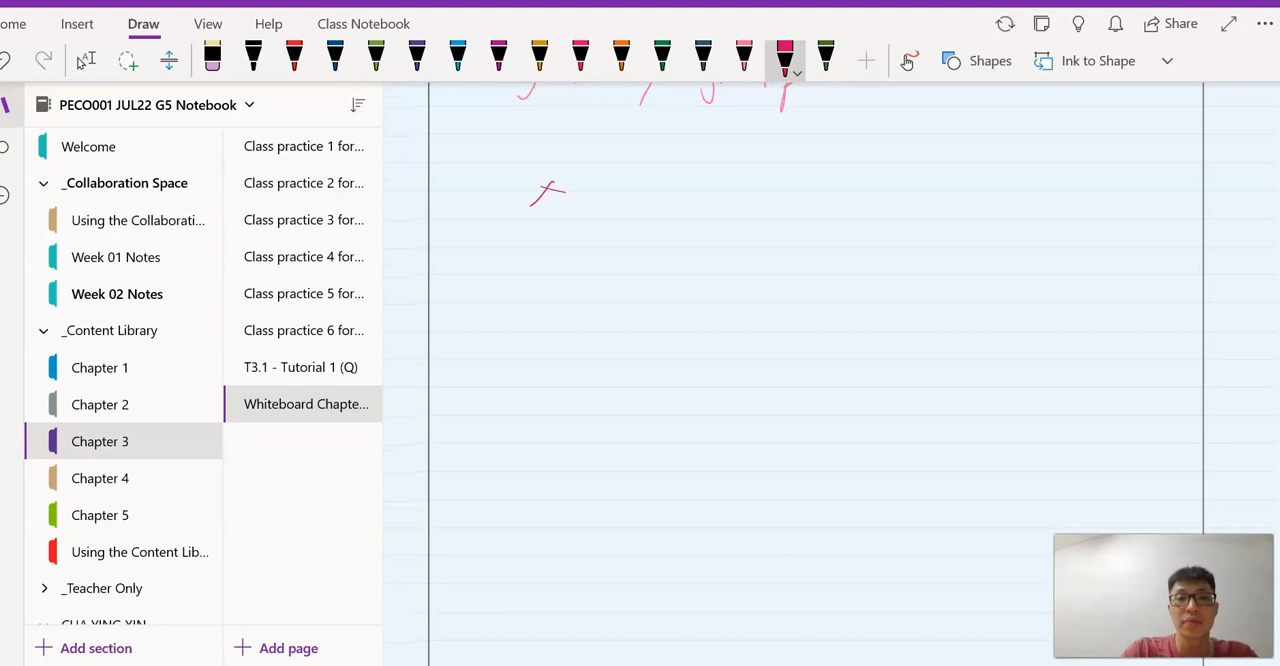 ome Insert Draw View Help Class Notebook
Share
Shapes Ink to Shape
PECO001 JUL22 G5 Notebook
Welcome
_Collaboration Space
Using the Collaborati...
Week 01 Notes
Week 02 Notes
_Content Library
Chapter 1
Chapter 2
Chapter 3
Chapter 4
Chapter 5
Using the Content Lib...
_Teacher Only
Add section
Class practice 1 for...
Class practice 2 for...
Class practice 3 for...
Class practice 4 for...
Class practice 5 for...
Class practice 6 for...
T3.1 - Tutorial 1 (Q)
Whiteboard Chapte...
Add page